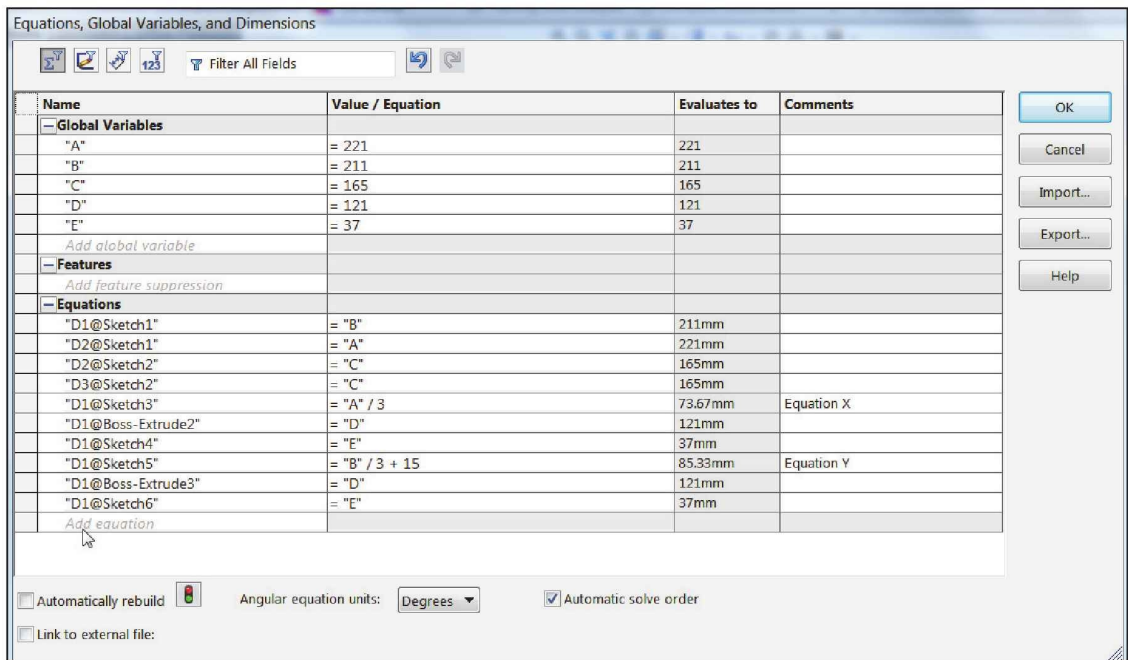 Equations, Global Variables, and Dimensions
123 Filter All Fields
Name Value / Equation Evaluates to Comments
Global Variables
"A" = 221 221
"B" = 211 211
"C" = 165 165
"D" = 121 121
"E" = 37 37
Add global variable
Features
Add feature suppression
Equations
"D1@Sketch1" = "B" 211mm
"D2@Sketch1" = "A" 221mm
"D2@Sketch2" = "C" 165mm
"D3@Sketch2" = "C" 165mm
"D1@Sketch3" = "A" / 3 73.67mm Equation X
"D1@Boss-Extrude2" = "D" 121mm
"D1@Sketch4" = "E" 37mm
"D1@Sketch5" = "B" / 3 + 15 85.33mm Equation Y
"D1@Boss-Extrude3" = "D" 121mm
"D1@Sketch6" = "E" 37mm
Add equation
OK
Cancel
Import...
Export...
Help
Automatically rebuild Angular equation units: Degrees Automatic solve order
Link to external file: